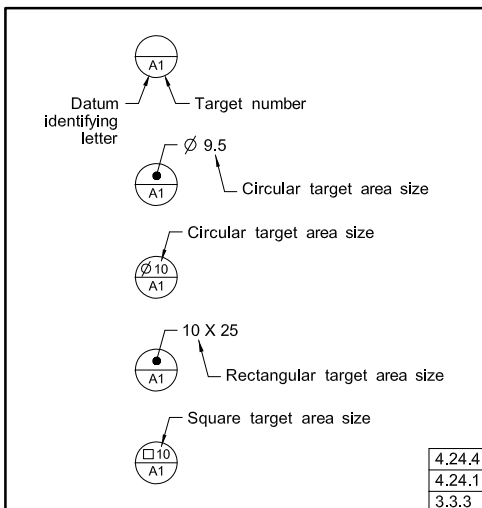 A1
Datum identifying letter
Target number
Ø 9.5
A1
Circular target area size
Circular target area size
Ø 10
A1
10 X 25
A1
Rectangular target area size
Square target area size
□ 10
A1
4.24.4
4.24.1
3.3.3